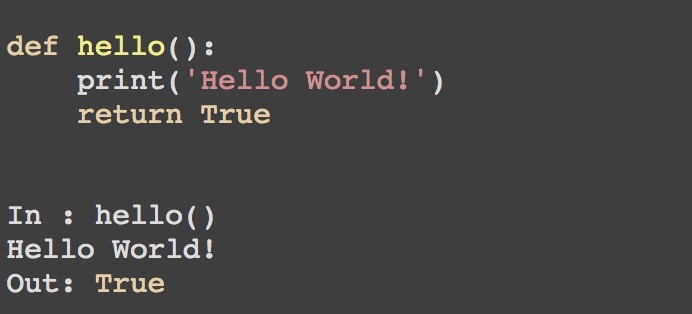 def hello():
    print('Hello World!')
    return True
In : hello()
Hello World!
Out: True